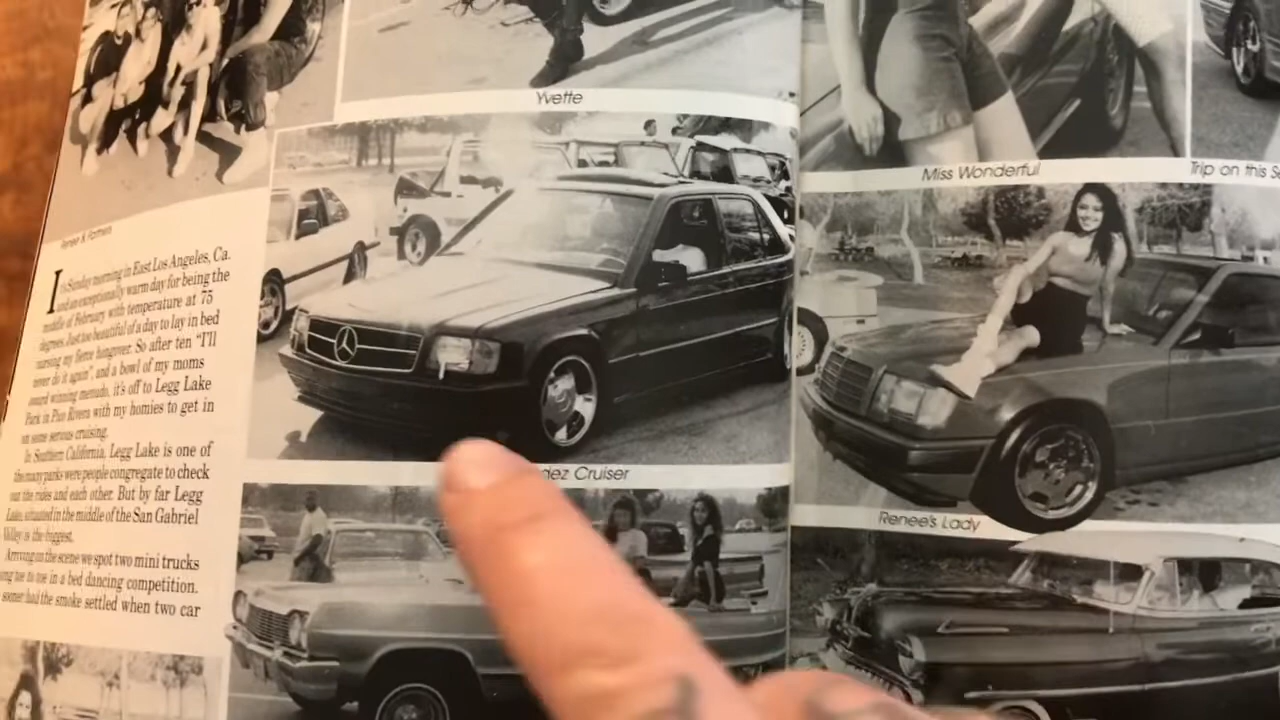 Yvette
Miss Wonderful
Trip on this
Renee &
It's Sunday morning in East Los Angeles, Ca.
and an exceptionally warm day for being the
middle of February with temperature at 75
degrees. Just too beautiful of a day to lay in bed
nursing my fierce hangover. So after ten "I'll
never do it again", and a bowl of my moms
award winning menudo, it's off to Legg Lake
Park in Pico Rivera with my homies to get in
on some serious cruising.
In Southern California, Legg Lake is one of
the many parks were people congregate to check
out the rides and each other. But by far Legg
Lake, situated in the middle of the San Gabriel
Valley is the biggest.
Arriving on the scene we spot two mini trucks
toe in a bed dancing competition.
sooner had the smoke settled when two car
dez Cruiser
Renee's Lady